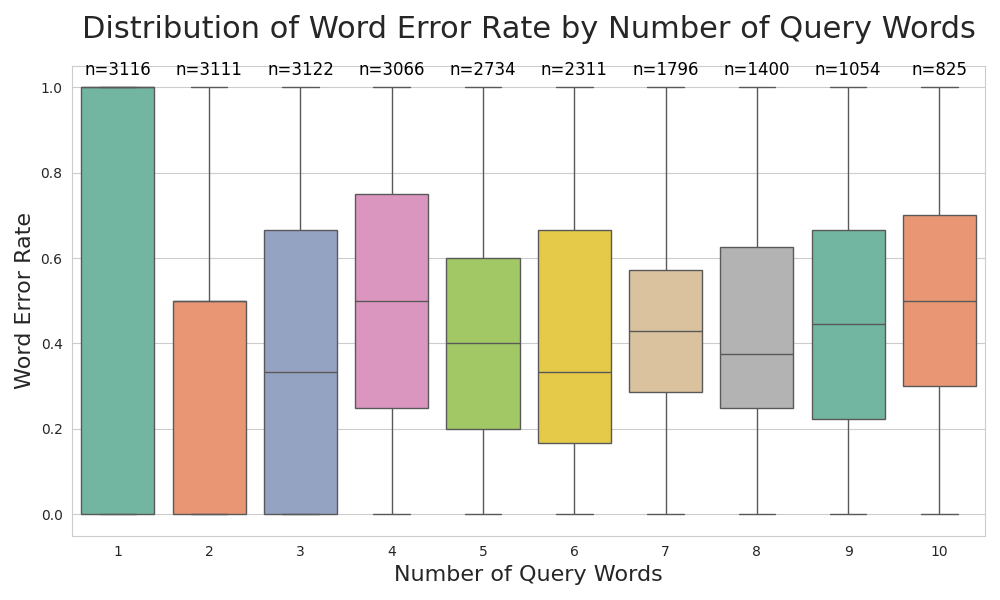 Distribution of Word Error Rate by Number of Query Words
n=3116 n=3111 n=3122 n=3066 n=2734 n=2311 n=1796 n=1400 n=1054 n=825
1.0
0.8
0.6
0.4
0.2
0.0
Word Error Rate
1 2 3 4 5 6 7 8 9 10
Number of Query Words